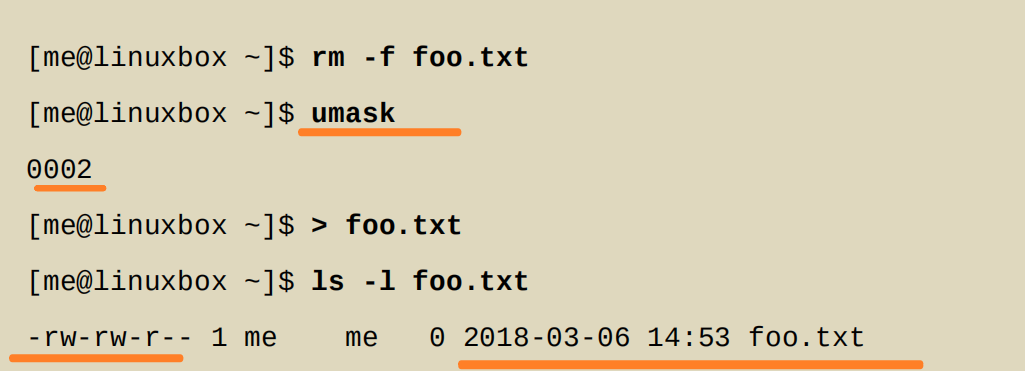 [me@linuxbox ~]$ rm -f foo.txt
[me@linuxbox ~]$ umask
0002
[me@linuxbox ~]$ > foo.txt
[me@linuxbox ~]$ ls -l foo.txt
-rw-rw-r-- 1 me    me   0 2018-03-06 14:53 foo.txt